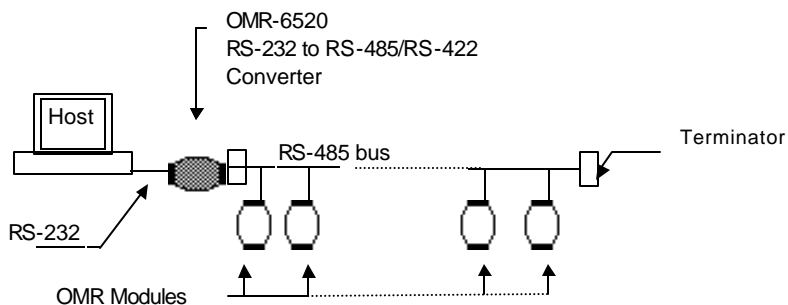 OMR-6520
RS-232 to RS-485/RS-422
Converter
Host
RS-485 bus
Terminator
RS-232
OMR Modules